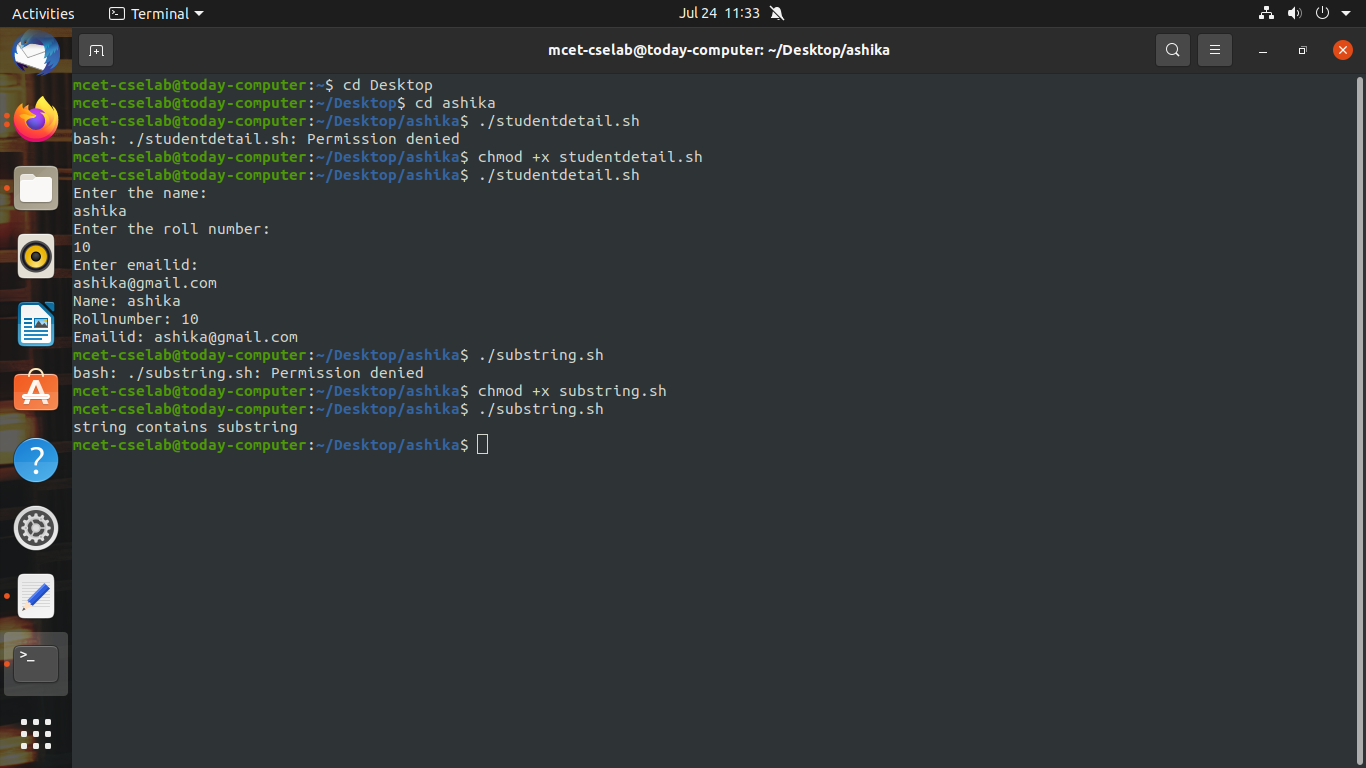 Activities Terminal Jul 24 11:33
mcet-cselab@today-computer: ~/Desktop/ashika
mcet-cselab@today-computer:~$ cd Desktop
mcet-cselab@today-computer:~/Desktop$ cd ashika
mcet-cselab@today-computer:~/Desktop/ashika$ ./studentdetail.sh
bash: ./studentdetail.sh: Permission denied
mcet-cselab@today-computer:~/Desktop/ashika$ chmod +x studentdetail.sh
mcet-cselab@today-computer:~/Desktop/ashika$ ./studentdetail.sh
Enter the name:
ashika
Enter the roll number:
10
Enter emailid:
ashika@gmail.com
Name: ashika
Rollnumber: 10
Emailid: ashika@gmail.com
mcet-cselab@today-computer:~/Desktop/ashika$ ./substring.sh
bash: ./substring.sh: Permission denied
mcet-cselab@today-computer:~/Desktop/ashika$ chmod +x substring.sh
mcet-cselab@today-computer:~/Desktop/ashika$ ./substring.sh
string contains substring
mcet-cselab@today-computer:~/Desktop/ashika$